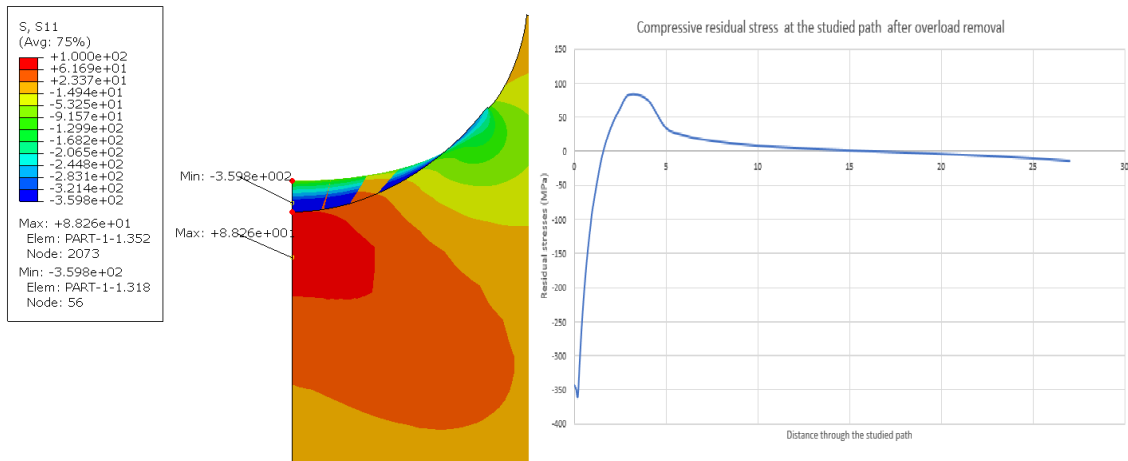 S, S11
(Avg: 75%)
+1.000e+02
+6.169e+01
+2.337e+01
-1.494e+01
-5.325e+01
-9.157e+01
-1.299e+02
-1.682e+02
-2.065e+02
-2.448e+02
-2.831e+02
-3.214e+02
-3.598e+02
Max: +8.826e+01
Elem: PART-1-1.352
Node: 2073
Min: -3.598e+02
Elem: PART-1-1.318
Node: 56
Min: -3.598e+002
Max: +8.826e+001
Compressive residual stress at the studied path after overload removal
150
100
50
0
-50
-100
-150
-200
-250
-300
-350
-400
0
5
10
15
20
25
30
Residual stresses (MPa)
Distance through the studied path